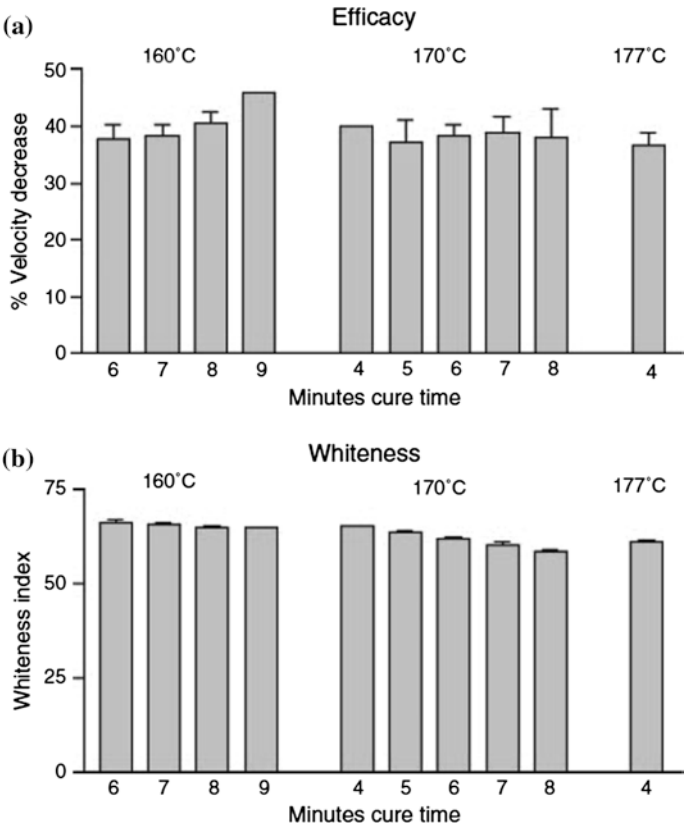 (a)
Efficacy
160˚C 170˚C 177˚C
50
40
30
20
10
0
% Velocity decrease
6 7 8 9 4 5 6 7 8 4
Minutes cure time
(b)
Whiteness
160˚C 170˚C 177˚C
75
50
25
0
Whiteness index
6 7 8 9 4 5 6 7 8 4
Minutes cure time